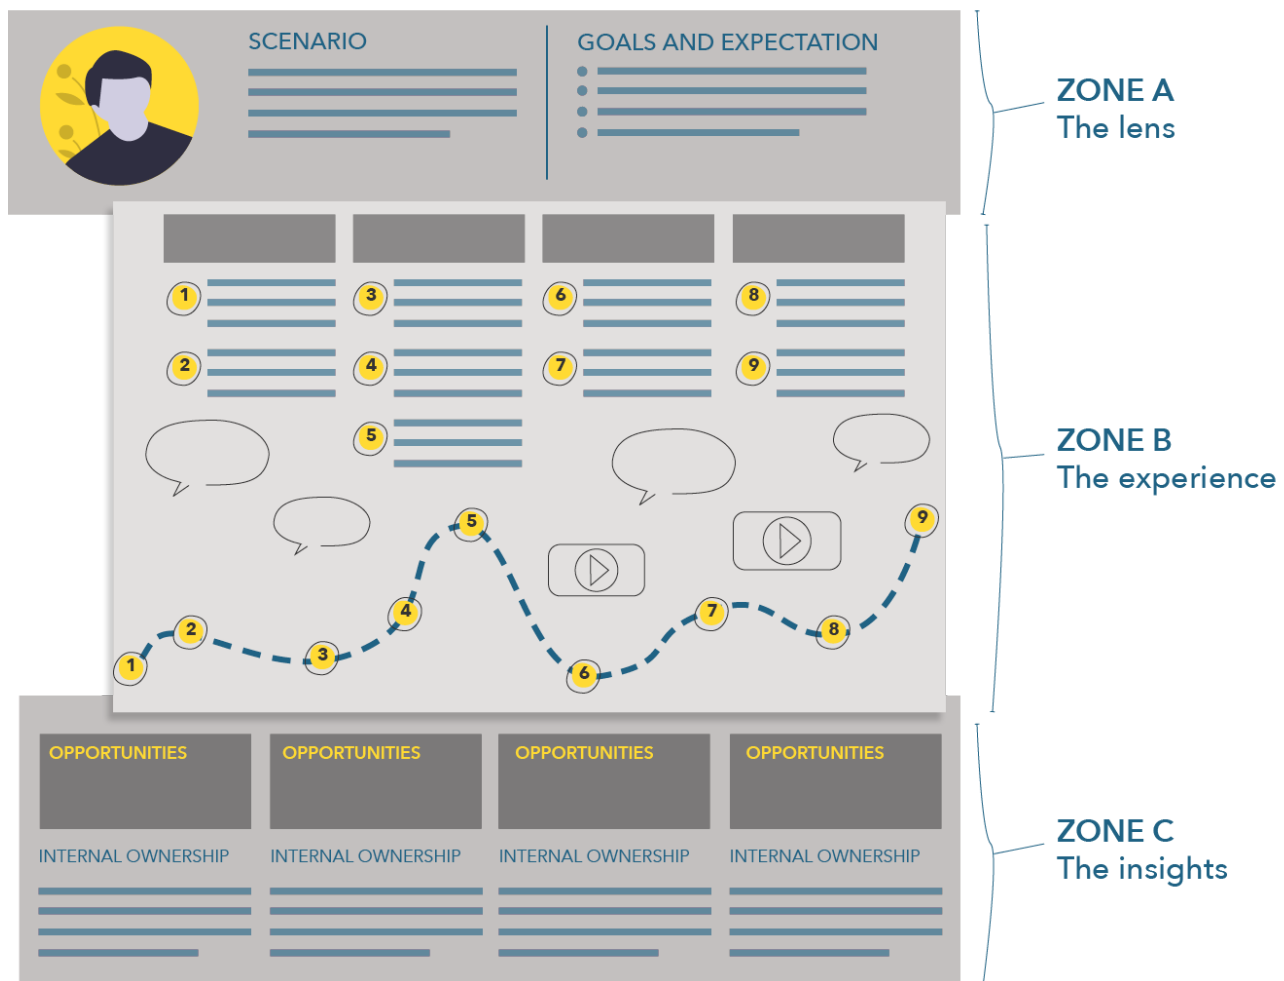 SCENARIO
GOALS AND EXPECTATION
ZONE A
The lens
1
3
6
8
2
4
7
9
5
ZONE B
The experience
5
9
4
7
2
8
3
1
6
OPPORTUNITIES
OPPORTUNITIES
OPPORTUNITIES
OPPORTUNITIES
INTERNAL OWNERSHIP
INTERNAL OWNERSHIP
INTERNAL OWNERSHIP
INTERNAL OWNERSHIP
ZONE C
The insights